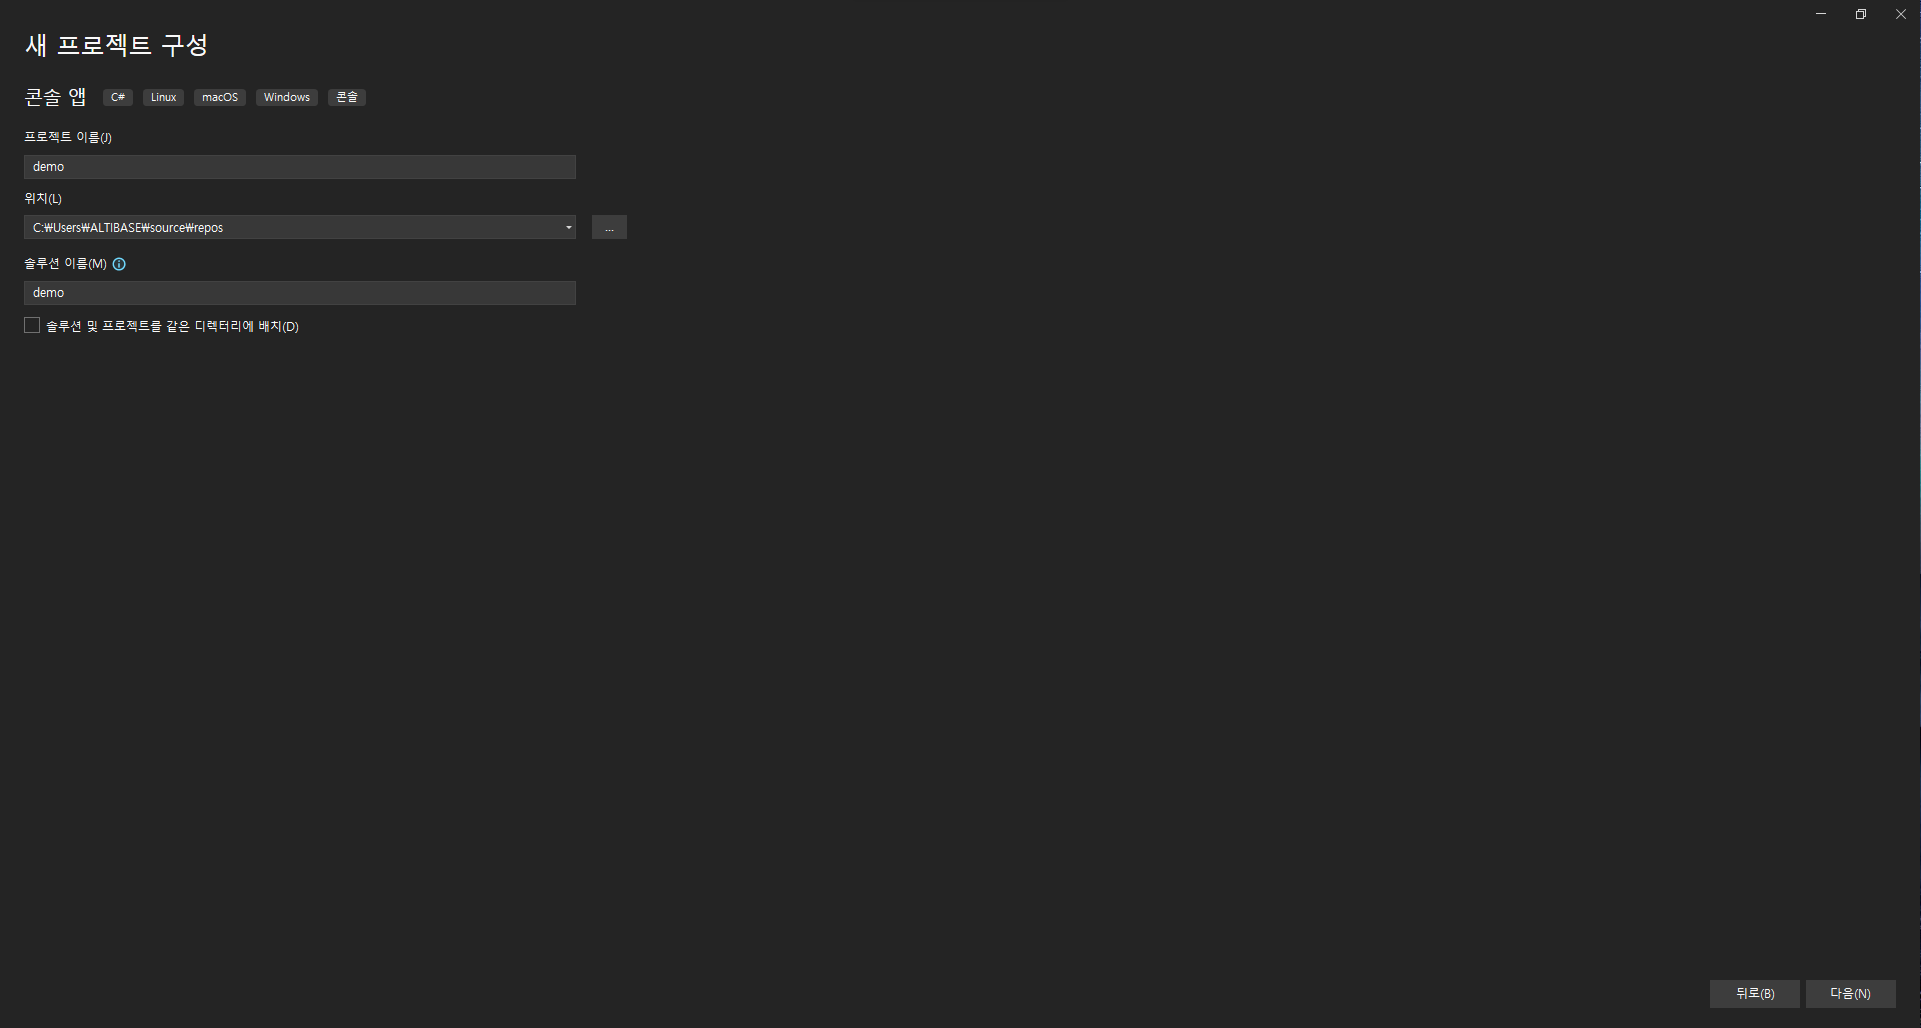 새 프로젝트 구성
콘솔 앱 C# Linux macOS Windows 콘솔
프로젝트 이름(J)
demo
위치(L)
C:₩Users₩ALTIBASE₩source₩repos ...
솔루션 이름(M)
demo
솔루션 및 프로젝트를 같은 디렉터리에 배치(D)
뒤로(B) 다음(N)